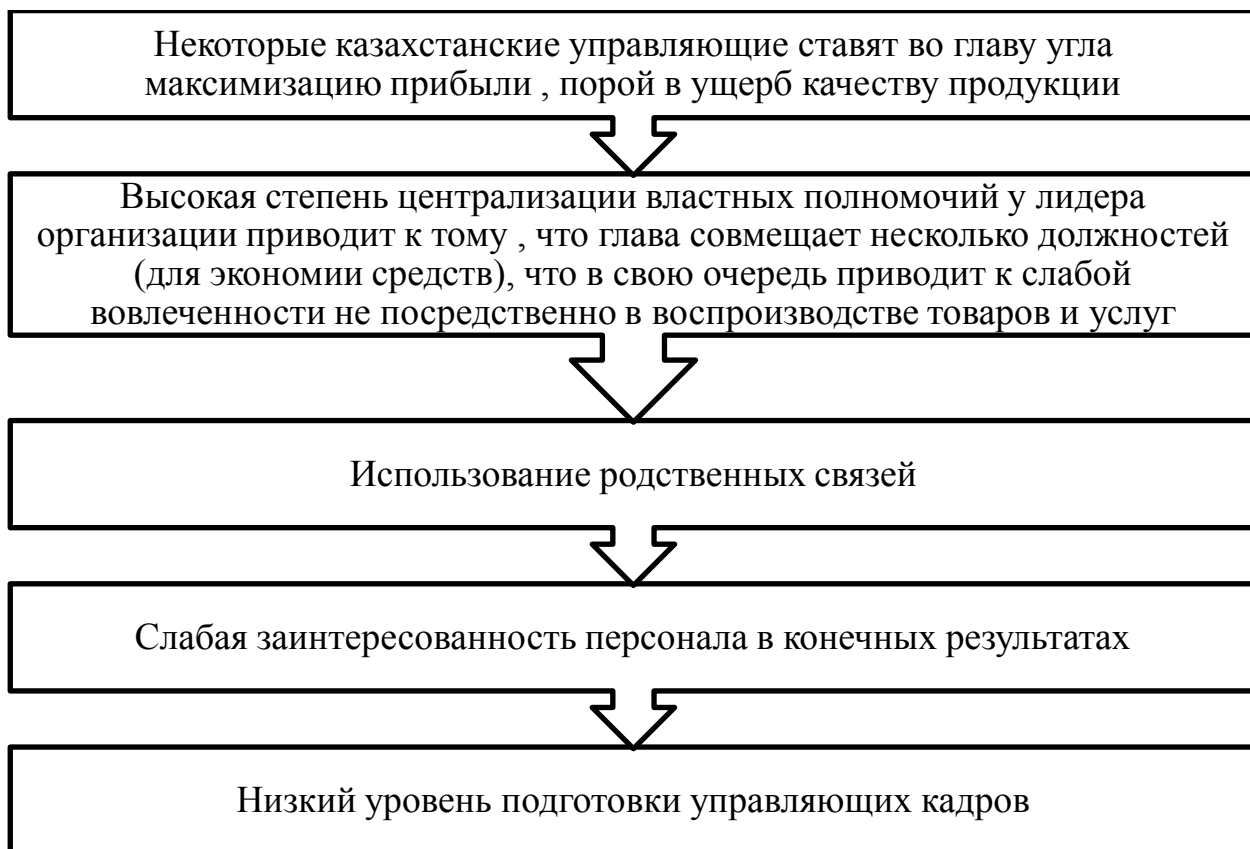 Некоторые казахстанские управляющие ставят во главу угла
максимизацию прибыли , порой в ущерб качеству продукции
Высокая степень централизации властных полномочий у лидера
организации приводит к тому , что глава совмещает несколько должностей
(для экономии средств), что в свою очередь приводит к слабой
вовлеченности не посредственно в воспроизводстве товаров и услуг
Использование родственных связей
Слабая заинтересованность персонала в конечных результатах
Низкий уровень подготовки управляющих кадров